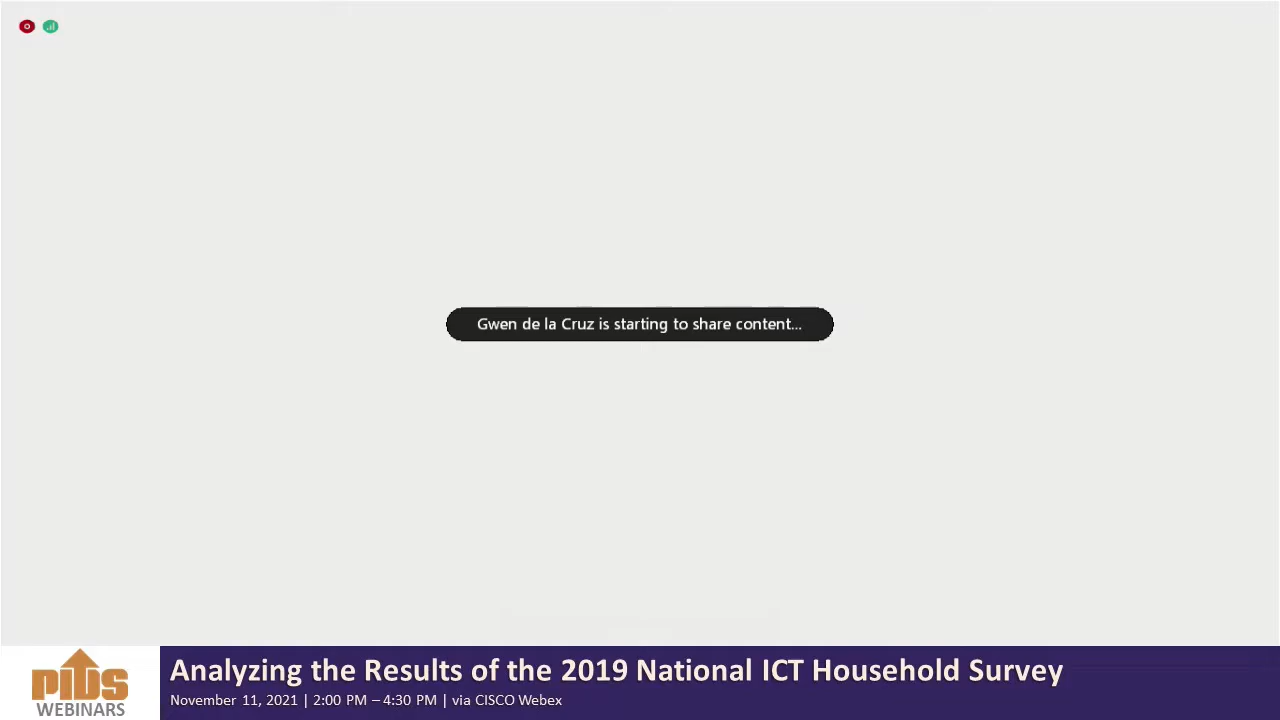 Gwen de la Cruz is starting to share content...
pids
WEBINARS
Analyzing the Results of the 2019 National ICT Household Survey
November 11, 2021 | 2:00 PM – 4:30 PM | via CISCO Webex